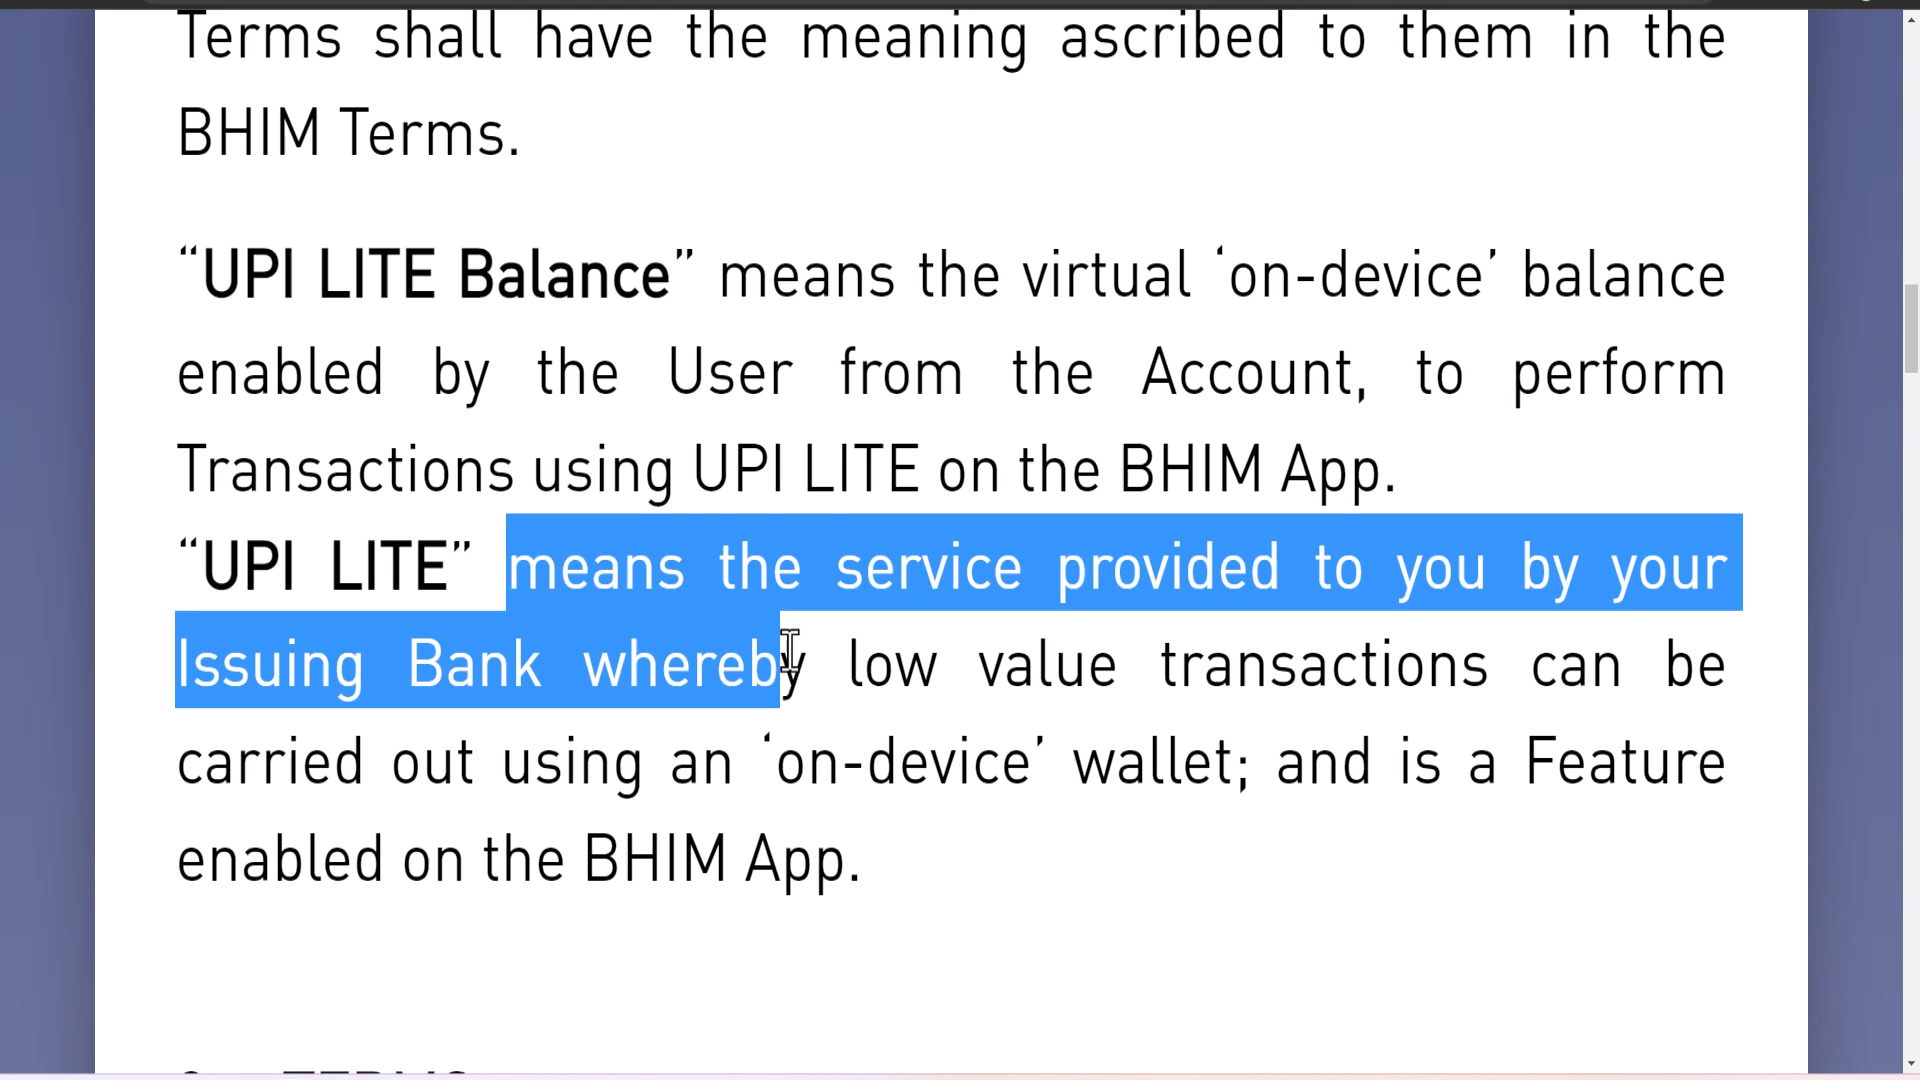 Terms shall have the meaning ascribed to them in the
BHIM Terms.
“UPI LITE Balance” means the virtual ‘on-device’ balance
enabled by the User from the Account, to perform
Transactions using UPI LITE on the BHIM App.
“UPI LITE” means the service provided to you by your
Issuing Bank whereby low value transactions can be
carried out using an ‘on-device’ wallet; and is a Feature
enabled on the BHIM App.